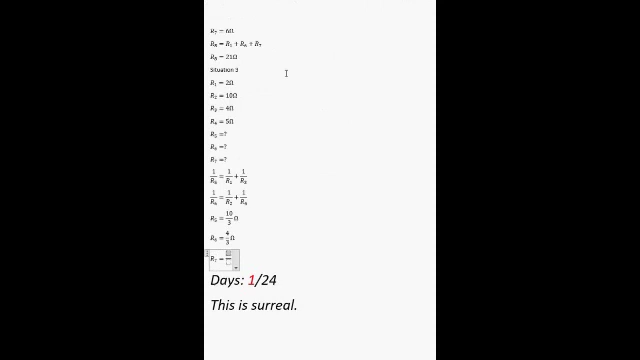 R₇ = 6Ω
R₈ = R₁ + R₆ + R₇
R₈ = 21Ω
Situation 3
R₁ = 2Ω
R₂ = 10Ω
R₃ = 4Ω
R₄ = 5Ω
R₅ =?
R₆ =?
R₇ =?
1/R₅ = 1/R₁ + 1/R₃
1/R₆ = 1/R₂ + 1/R₄
R₅ = 10/3 Ω
R₆ = 4/3 Ω
R₇ =
Days: 1/24
This is surreal.